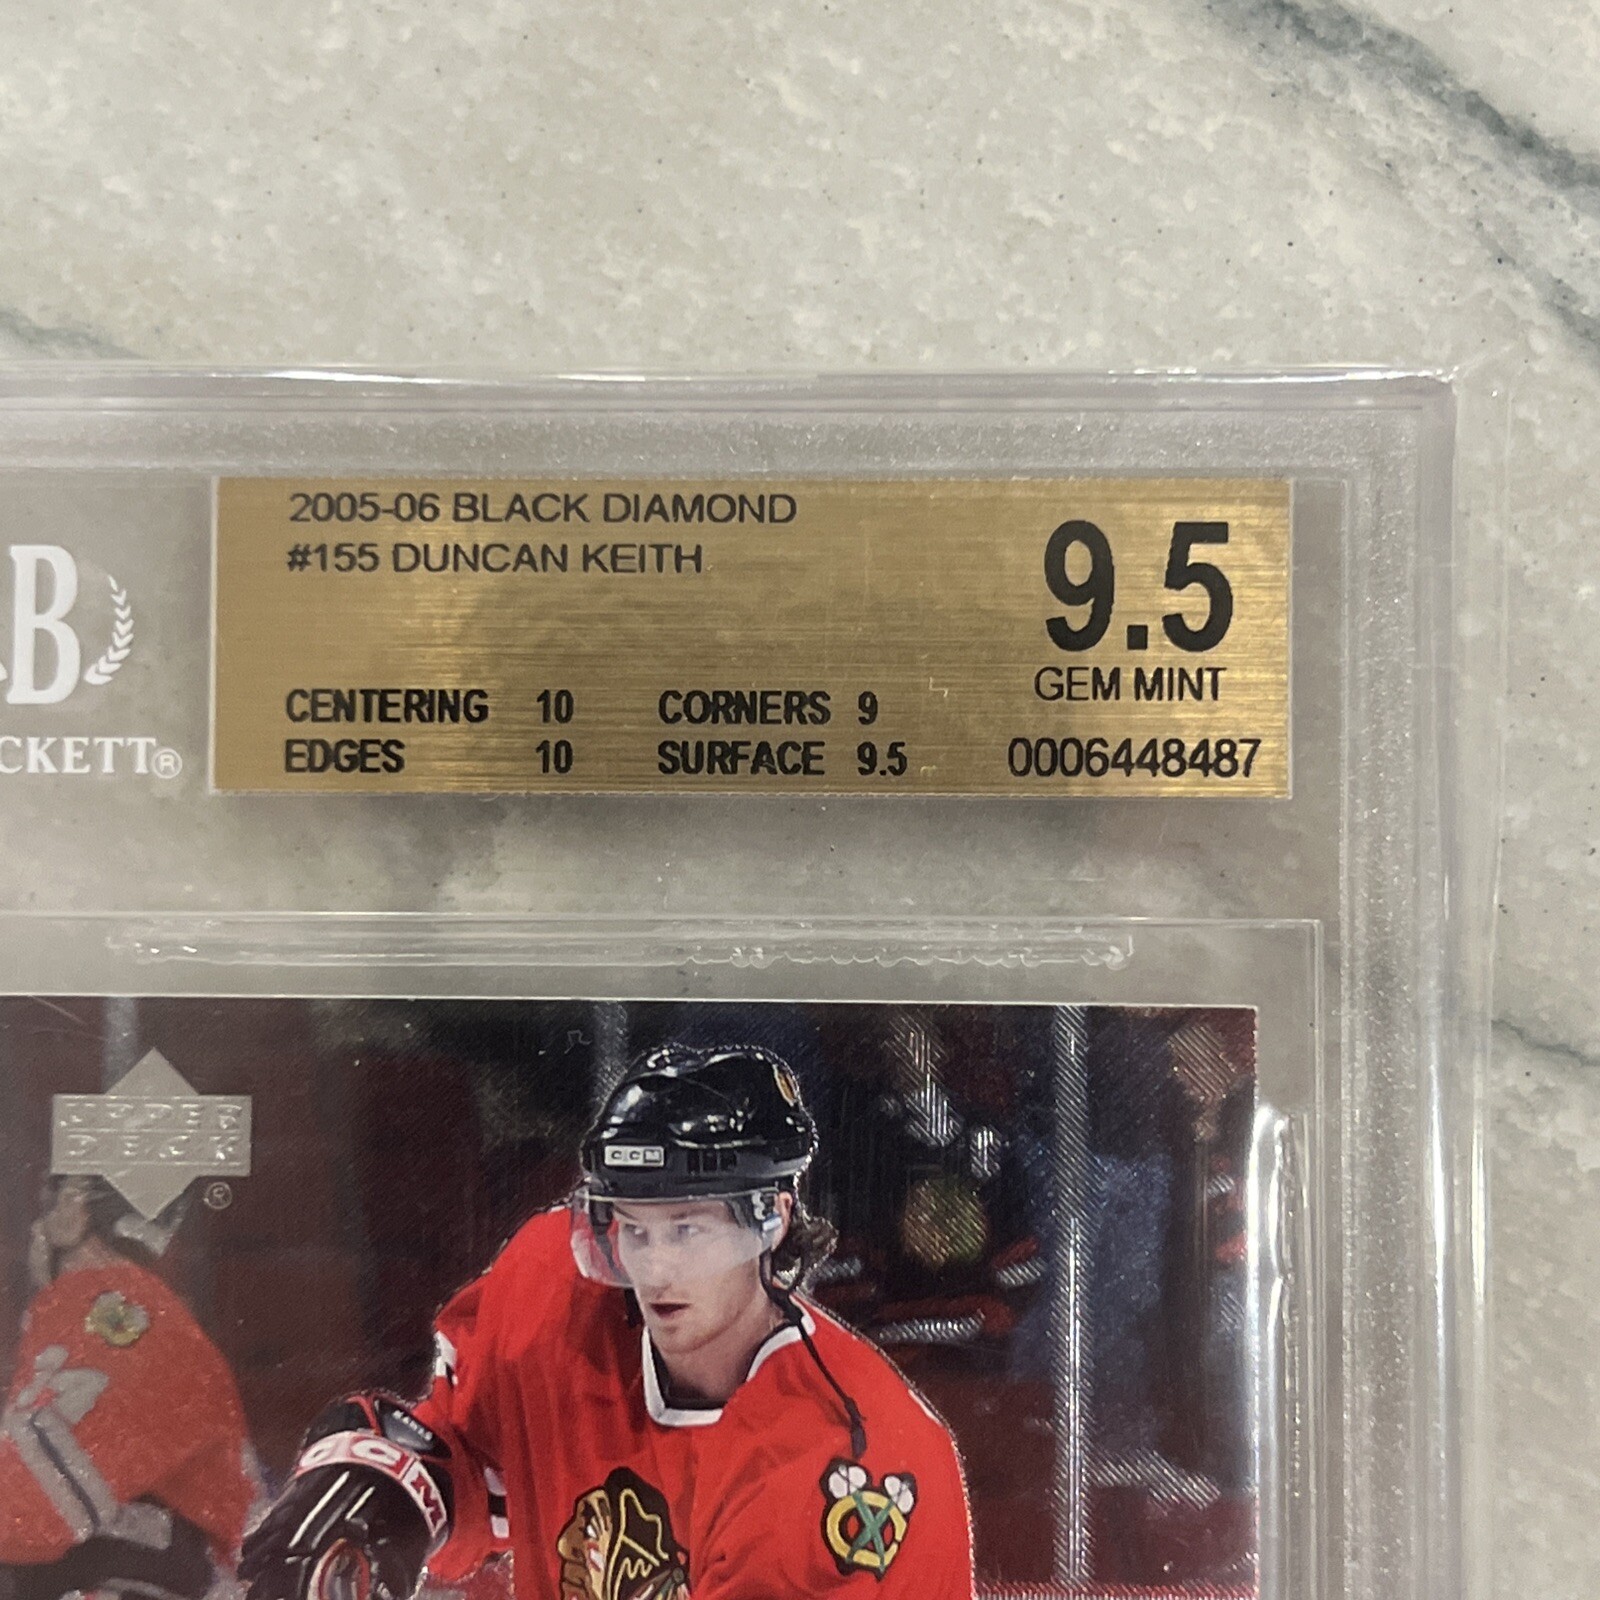 2005-06 BLACK DIAMOND
#155 DUNCAN KEITH
9.5
GEM MINT
CENTERING 10 CORNERS 9
EDGES 10 SURFACE 9.5
0006448487
B
CKETT®
UPPER
DECK
©
CCM
CCM